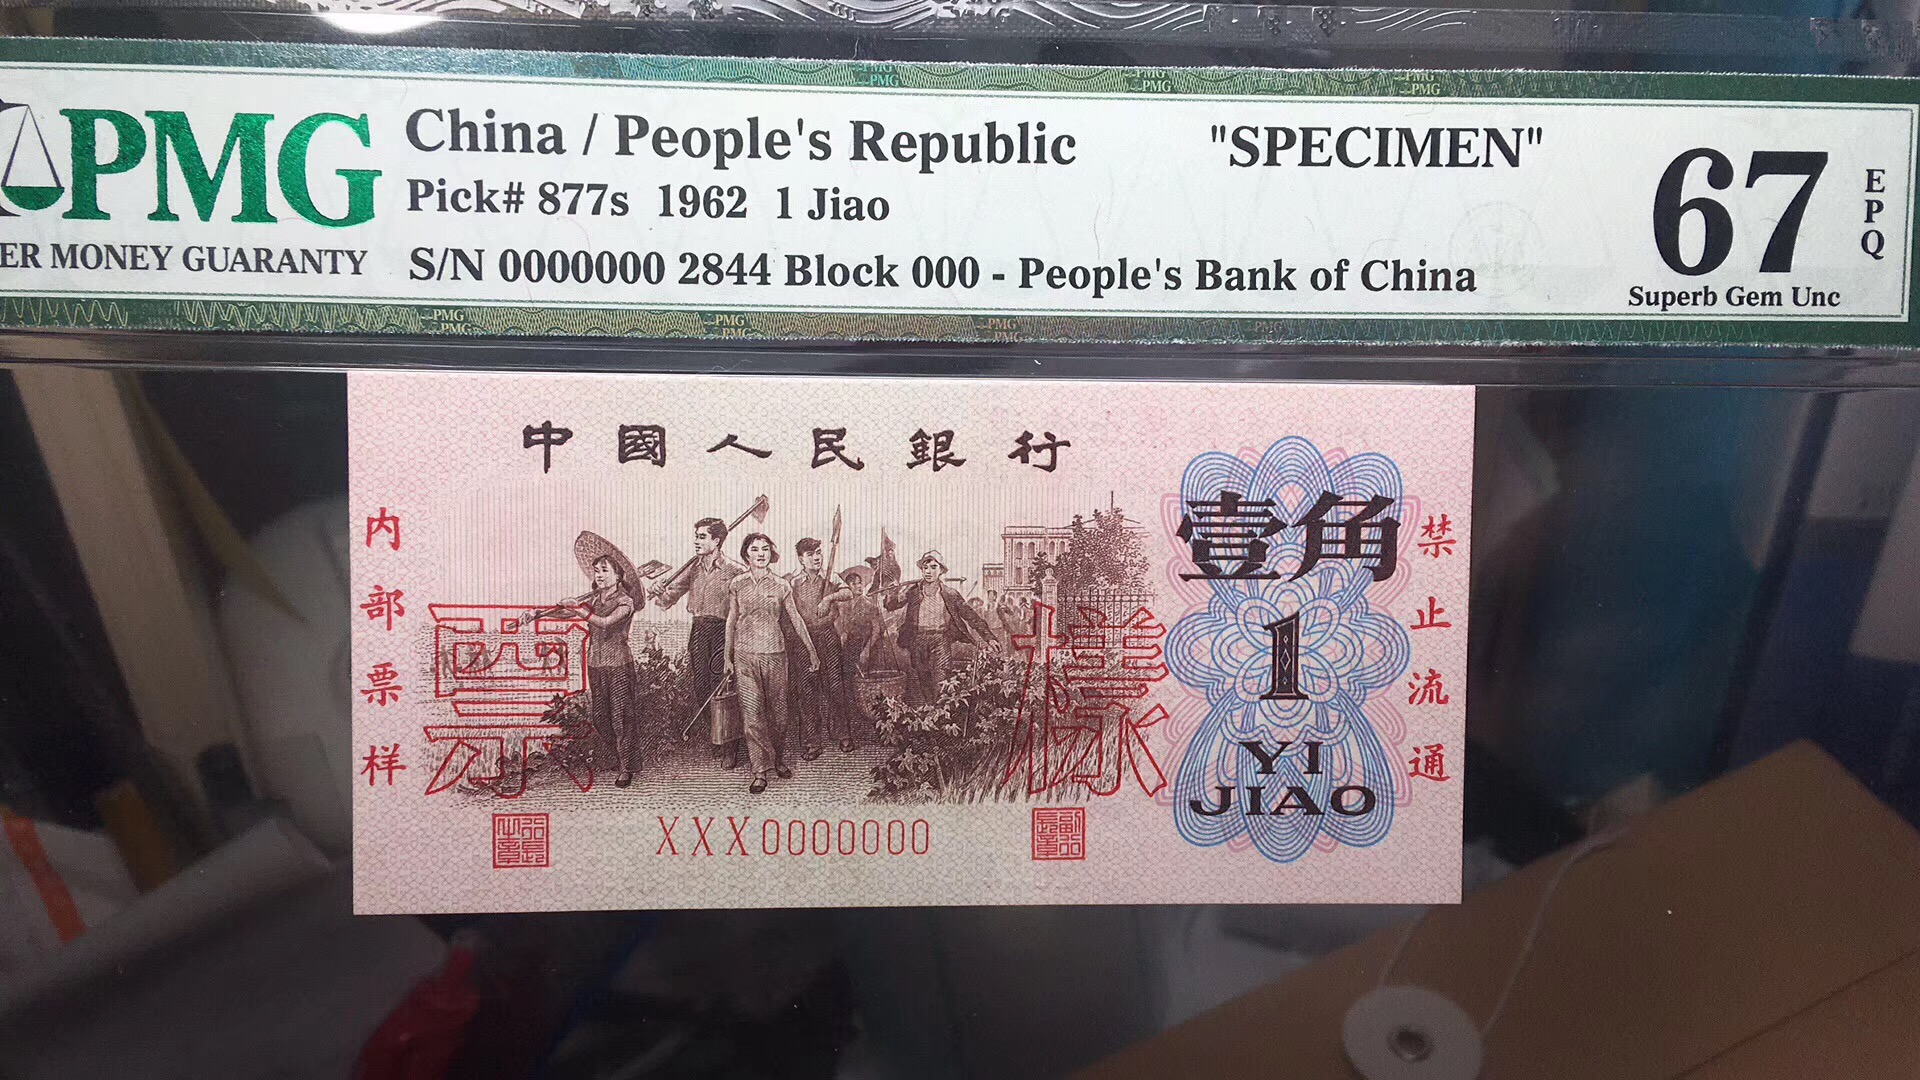 PMG
ER MONEY GUARANTY
China / People's Republic "SPECIMEN"
Pick# 877s 1962 1 Jiao
S/N 0000000 2844 Block 000 - People's Bank of China
67
EPQ
Superb Gem Unc
中國人民銀行
内部票样
票樣
壹角
1
YI
JIAO
禁止流通
XXX0000000